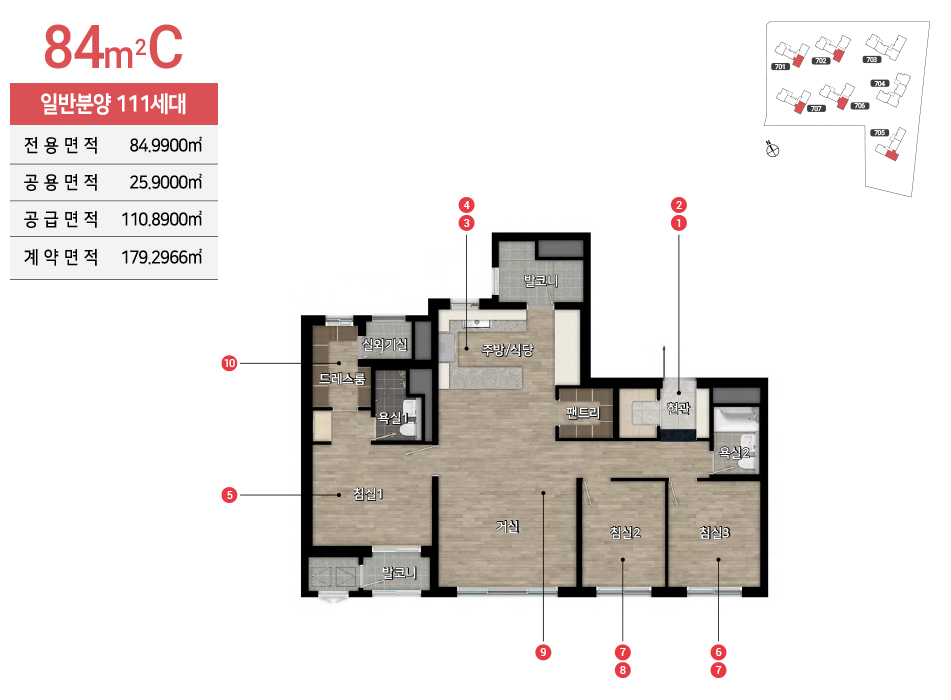 84m²C
일반분양 111세대
전용면적 84.9900㎡
공용면적 25.9000㎡
공급면적 110.8900㎡
계약면적 179.2966㎡
701
702
703
704
707
706
705
4
3
2
1
발코니
실외기실
주방/식당
10
드레스룸
팬트리
현관
욕실1
욕실2
5
침실1
거실
침실2
침실3
발코니
9
7
8
6
7